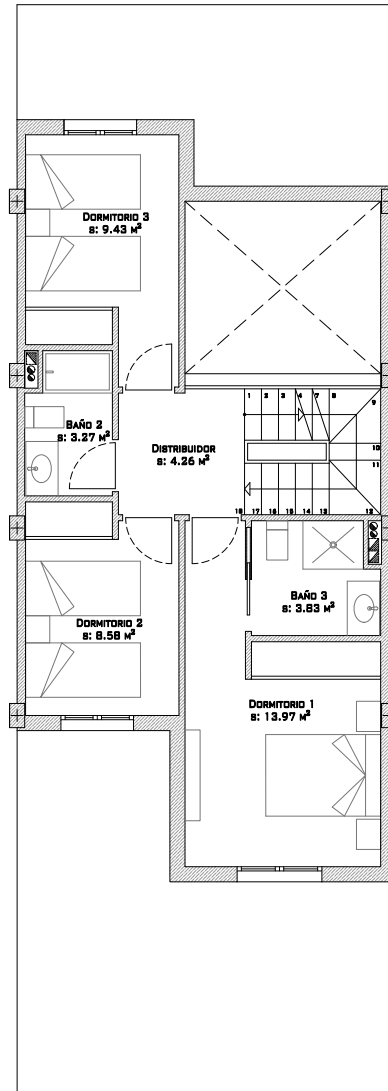 Dormitorio 3
s: 9.43 m²
Baño 2
s: 3.27 m²
Distribuidor
s: 4.26 m²
1 2 3 4 7 8 9
10
11
18 17 16 15 14 13 12
Baño 3
s: 3.83 m²
Dormitorio 2
s: 8.58 m²
Dormitorio 1
s: 13.97 m²